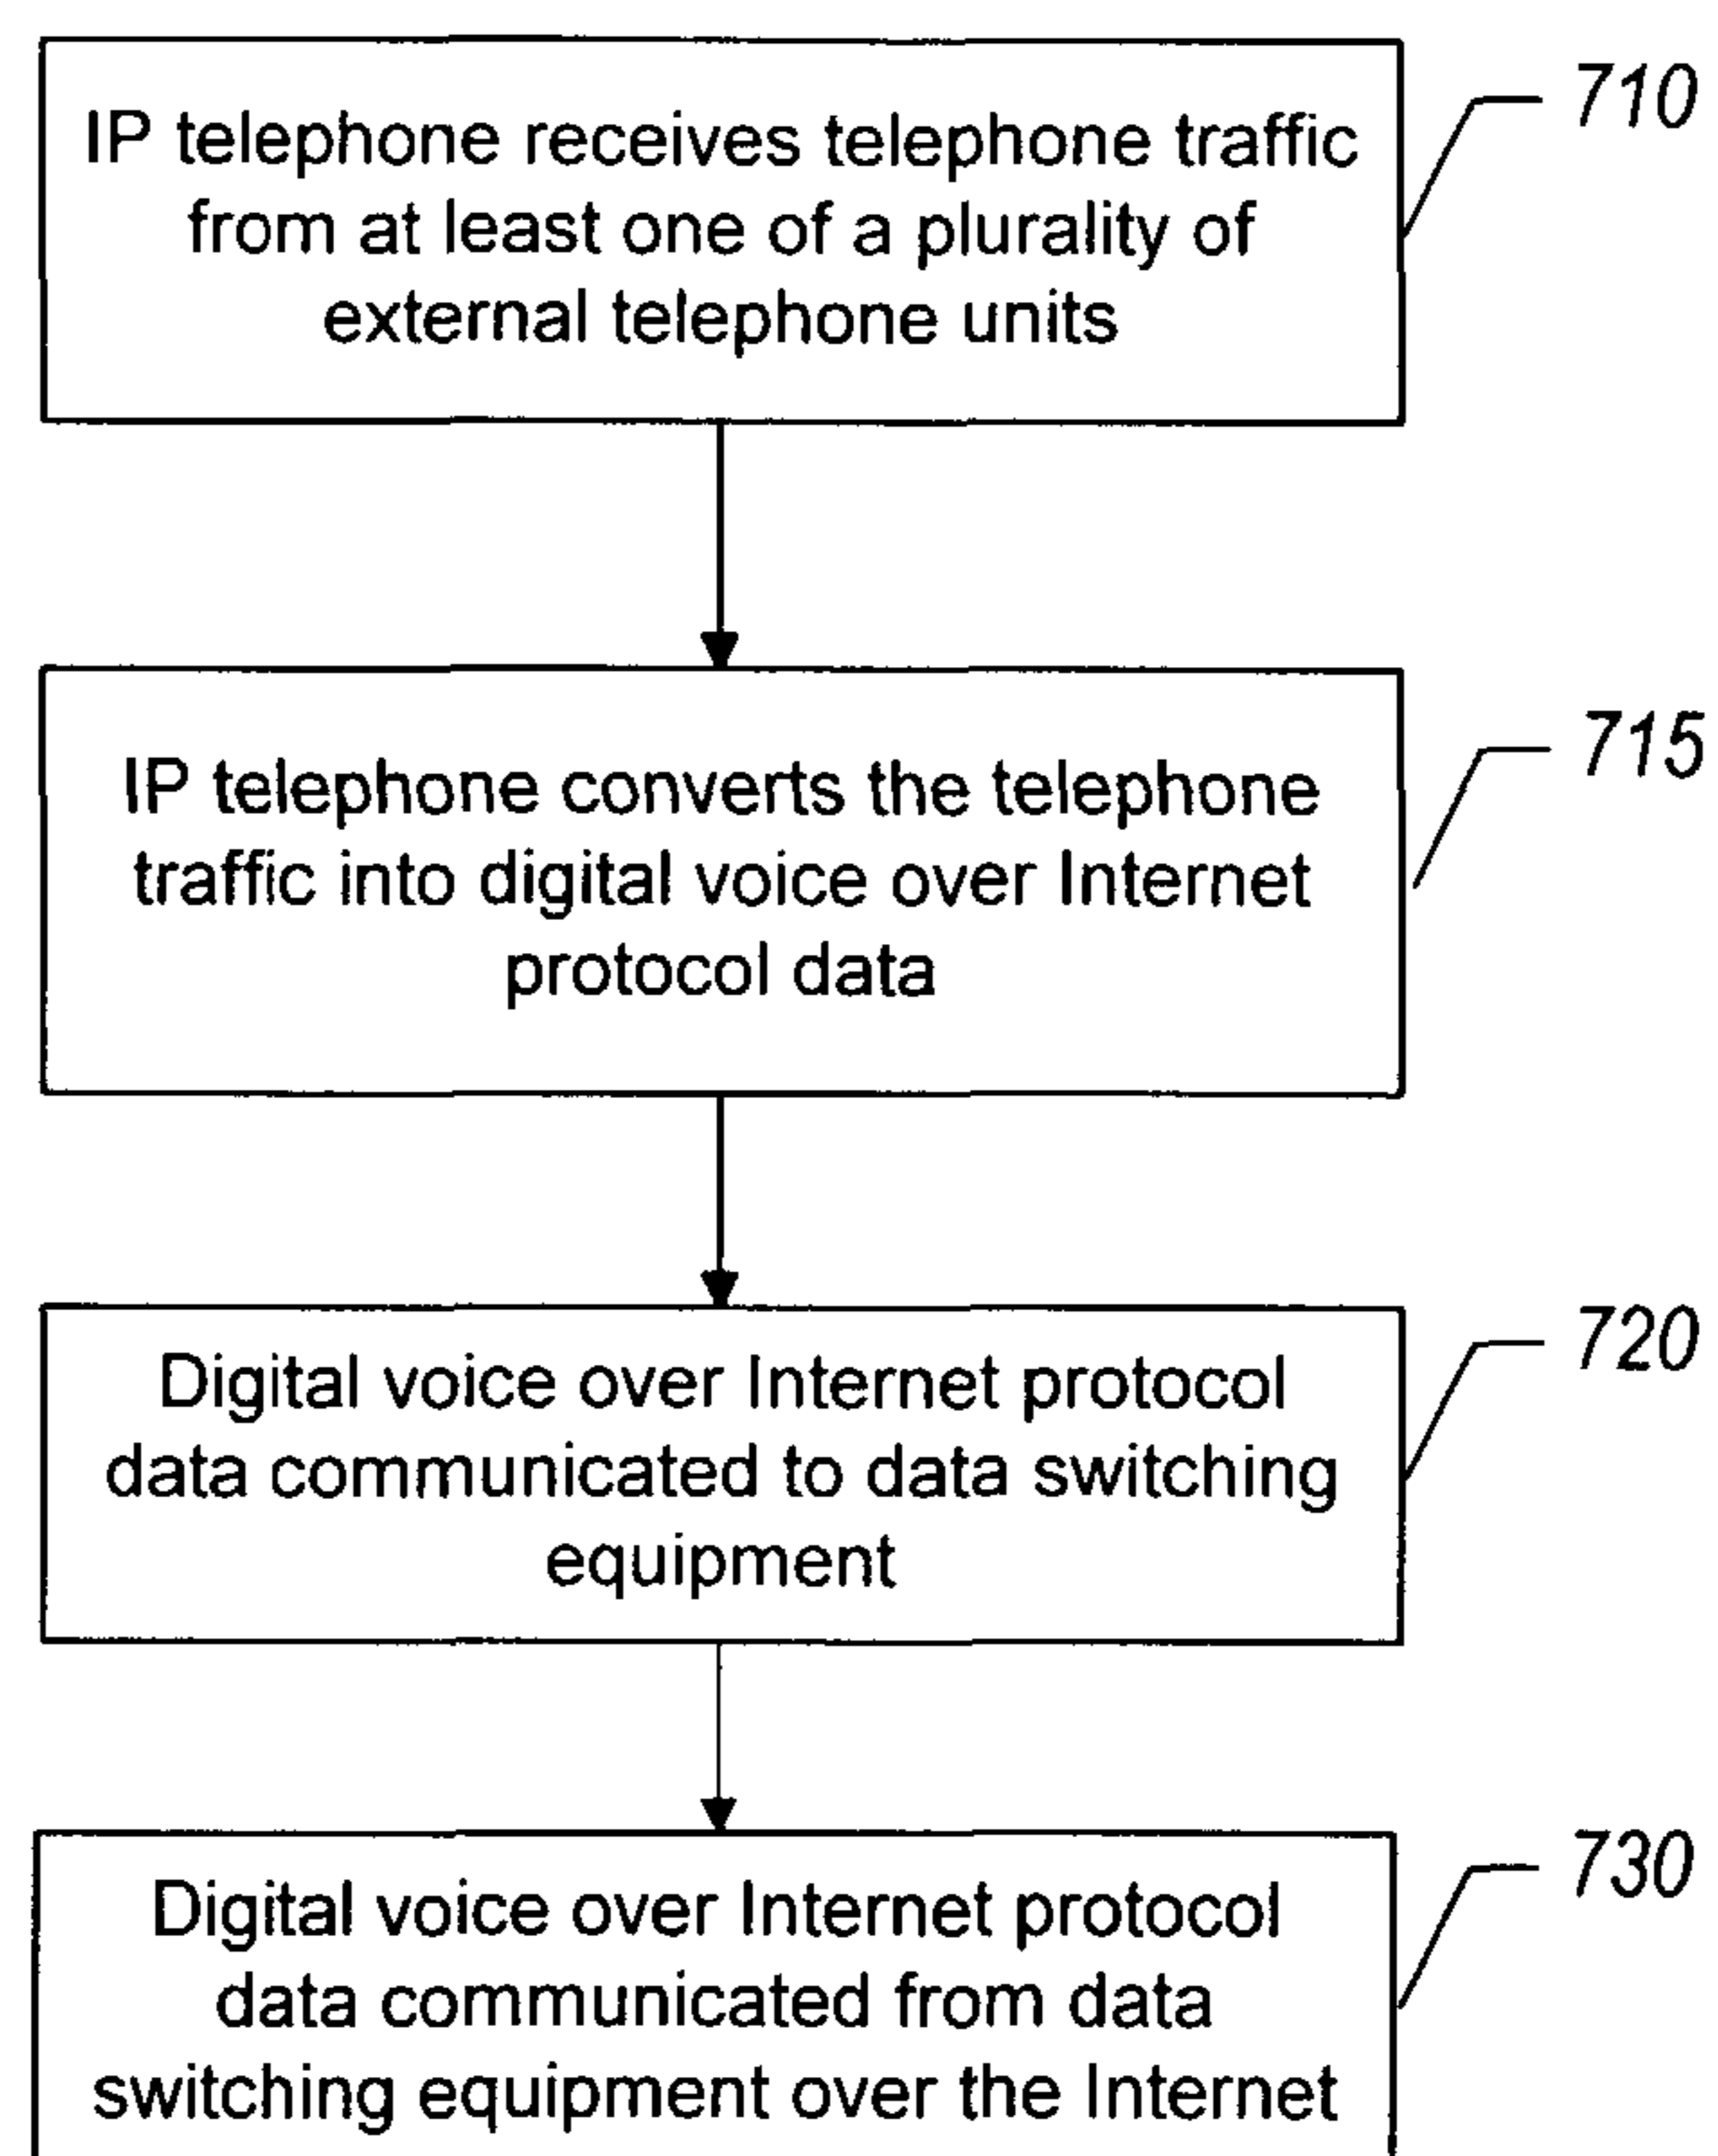 IP telephone receives telephone traffic
from at least one of a plurality of
external telephone units
710
IP telephone converts the telephone
traffic into digital voice over Internet
protocol data
715
Digital voice over Internet protocol
data communicated to data switching
equipment
720
Digital voice over Internet protocol
data communicated from data
switching equipment over the Internet
730